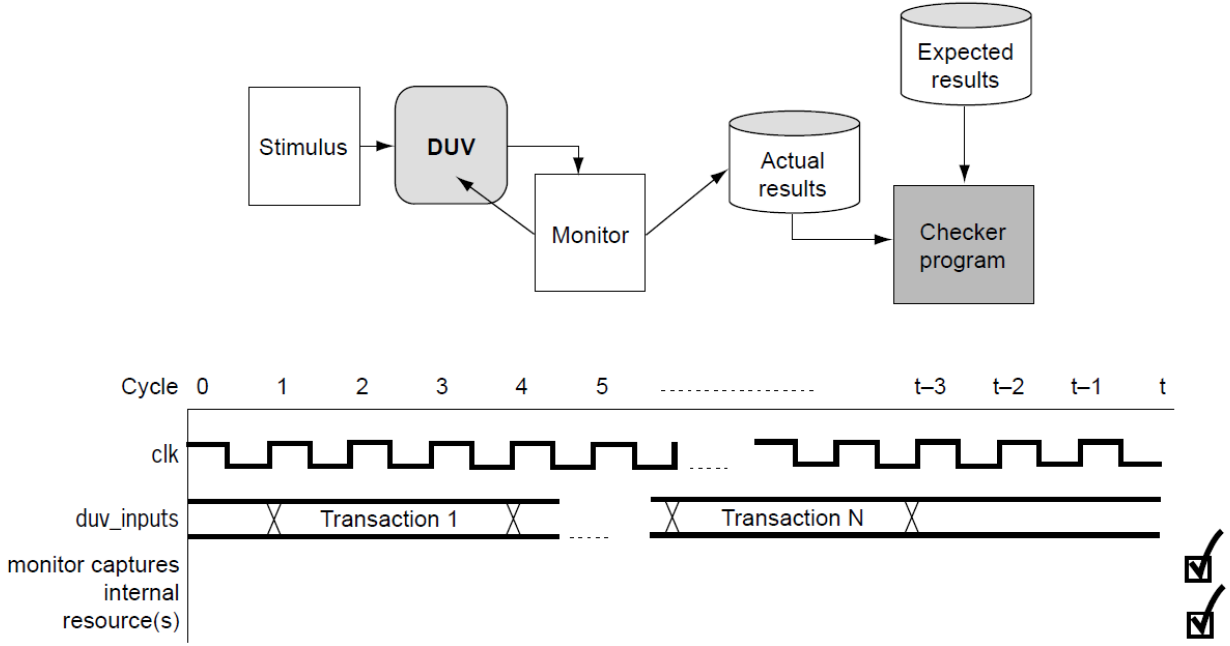 Expected
results
Stimulus
DUV
Actual
results
Monitor
Checker
program
Cycle 0 1 2 3 4 5 t–3 t–2 t–1 t
clk
duv_inputs Transaction 1 Transaction N
monitor captures
internal
resource(s)